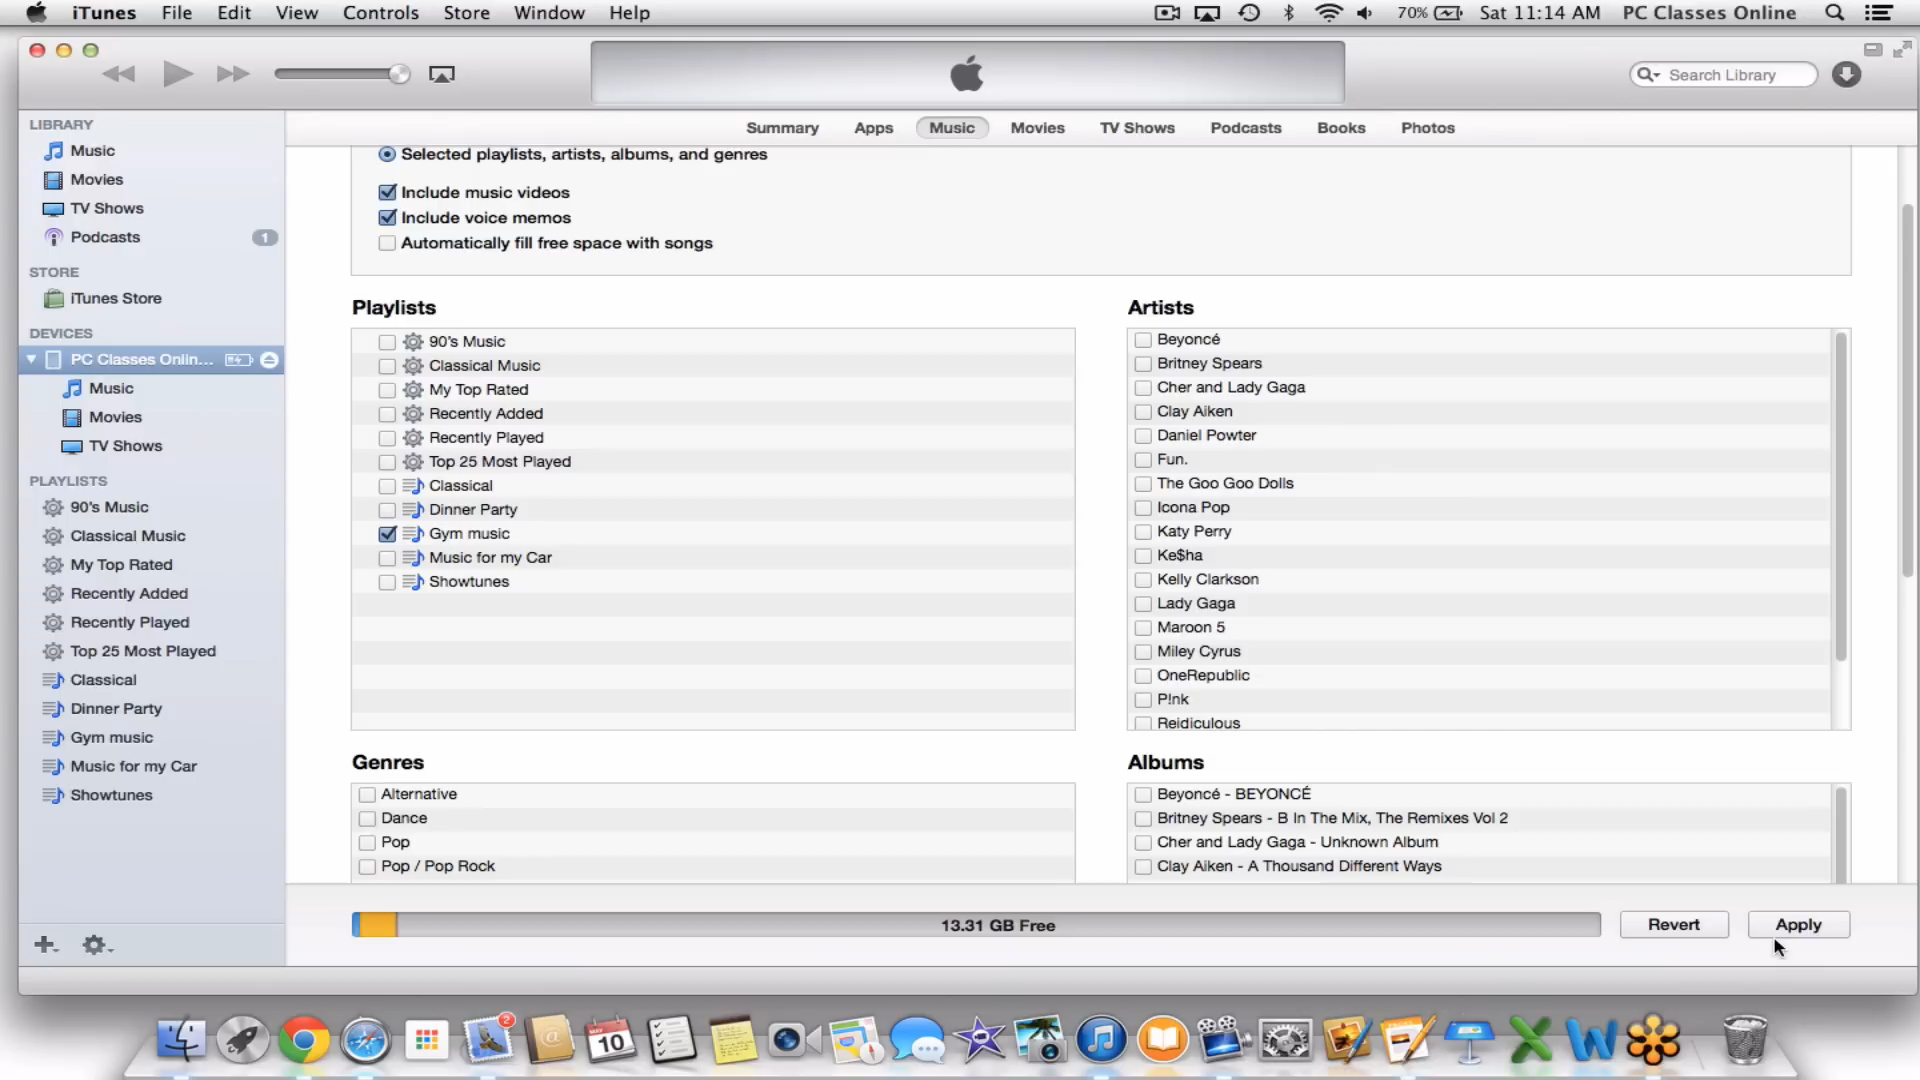 iTunes File Edit View Controls Store Window Help 70% Sat 11:14 AM PC Classes Online
Search Library
LIBRARY
Music
Movies
TV Shows
Podcasts 1
STORE
iTunes Store
DEVICES
PC Classes Onlin...
Music
Movies
TV Shows
PLAYLISTS
90's Music
Classical Music
My Top Rated
Recently Added
Recently Played
Top 25 Most Played
Classical
Dinner Party
Gym music
Music for my Car
Showtunes
Summary Apps Music Movies TV Shows Podcasts Books Photos
Selected playlists, artists, albums, and genres
Include music videos
Include voice memos
Automatically fill free space with songs
Playlists
90's Music
Classical Music
My Top Rated
Recently Added
Recently Played
Top 25 Most Played
Classical
Dinner Party
Gym music
Music for my Car
Showtunes
Artists
Beyoncé
Britney Spears
Cher and Lady Gaga
Clay Aiken
Daniel Powter
Fun.
The Goo Goo Dolls
Icona Pop
Katy Perry
Ke$ha
Kelly Clarkson
Lady Gaga
Maroon 5
Miley Cyrus
OneRepublic
P!nk
Reidiculous
Genres
Alternative
Dance
Pop
Pop / Pop Rock
Albums
Beyoncé - BEYONCÉ
Britney Spears - B In The Mix, The Remixes Vol 2
Cher and Lady Gaga - Unknown Album
Clay Aiken - A Thousand Different Ways
13.31 GB Free
Revert Apply
2
MAY
10